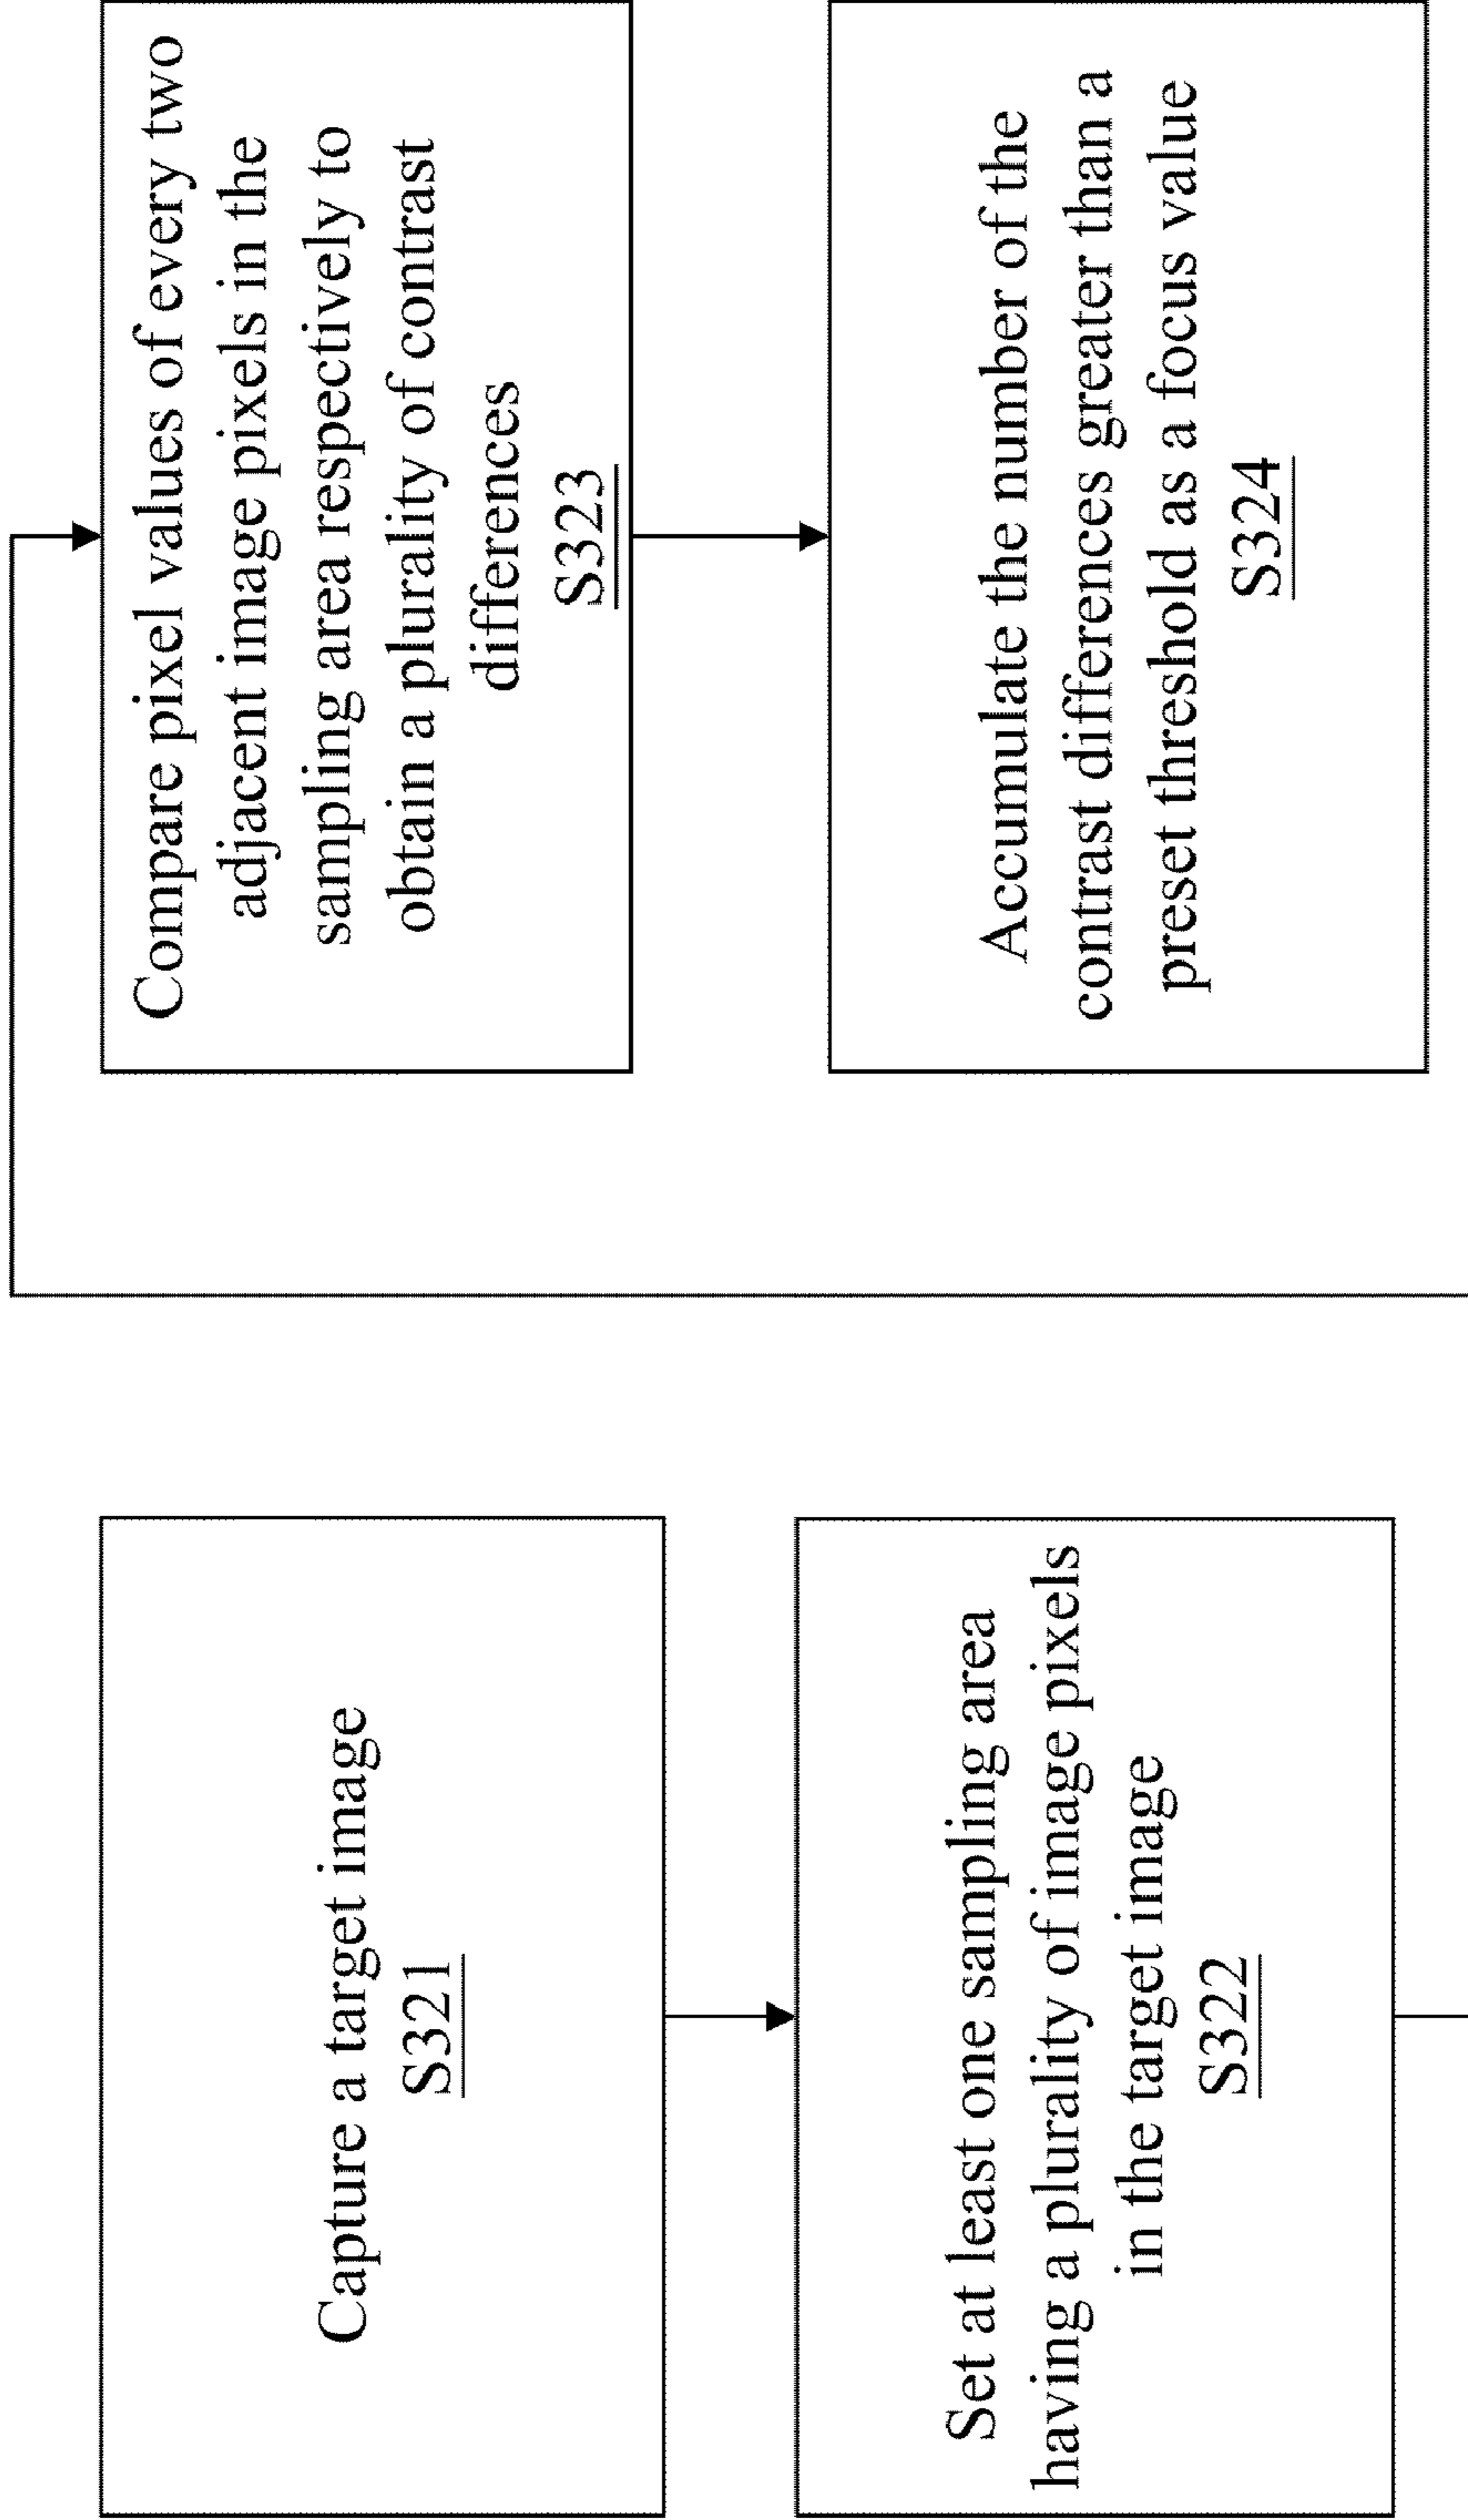 Capture a target image
S321
Set at least one sampling area
having a plurality of image pixels
in the target image
S322
Compare pixel values of every two
adjacent image pixels in the
sampling area respectively to
obtain a plurality of contrast
differences
S323
Accumulate the number of the
contrast differences greater than a
preset threshold as a focus value
S324